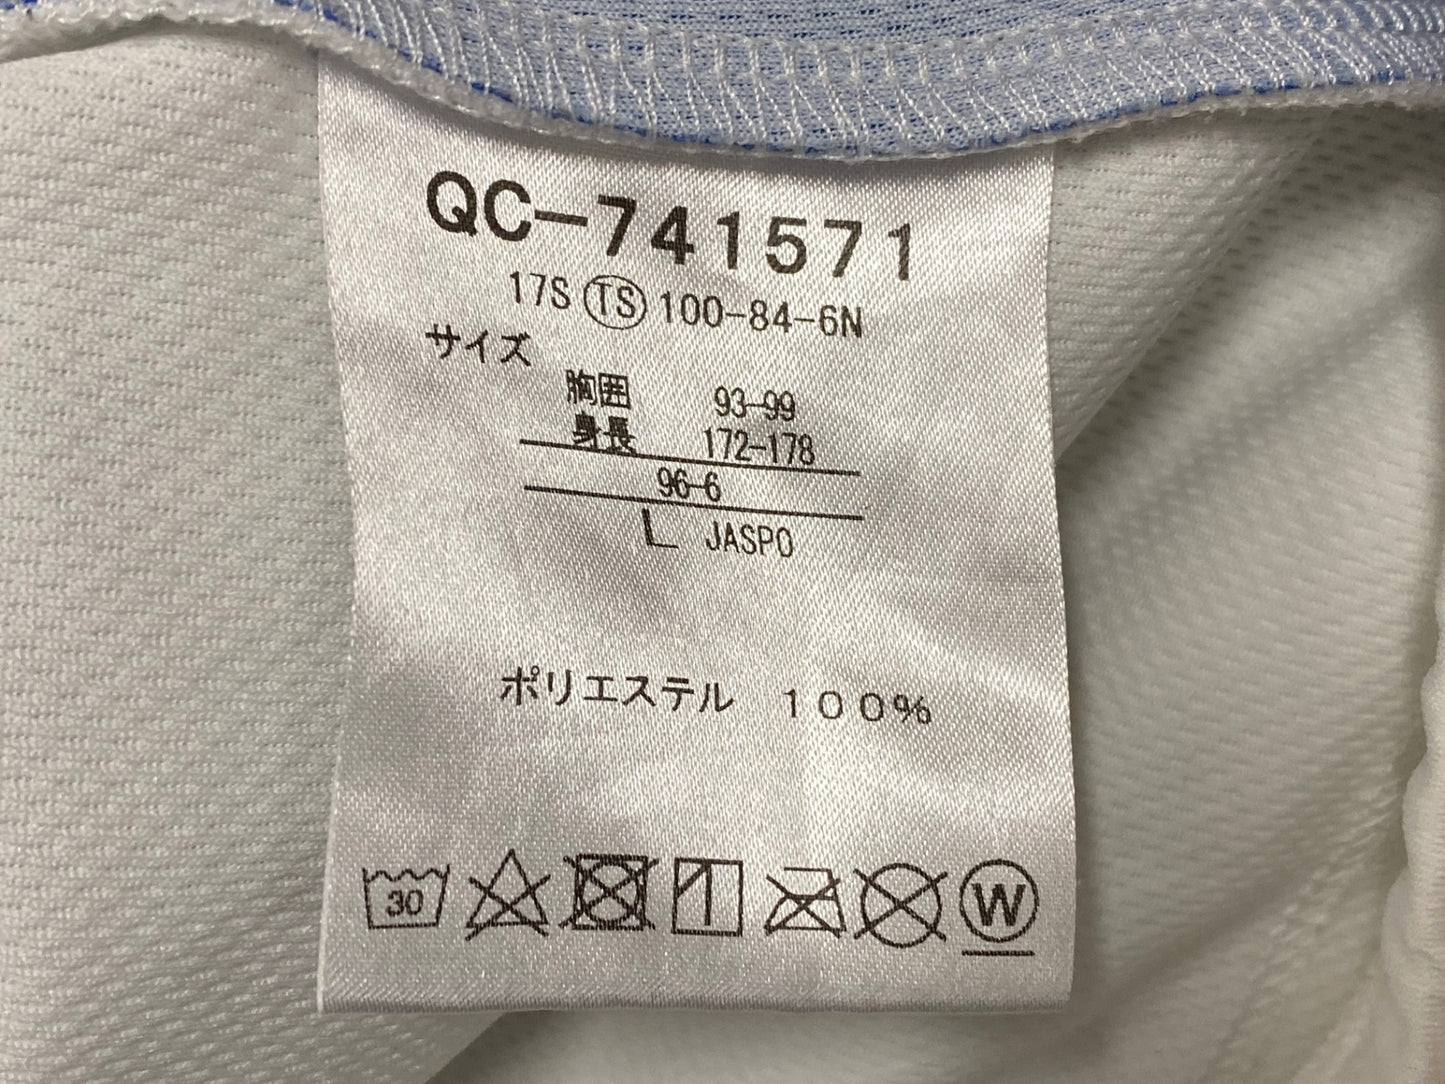 QC-741571
17S TS 100-84-6N
サイズ
胸囲 93-99
身長 172-178
96-6
L JASPO
ポリエステル 100%
30 W